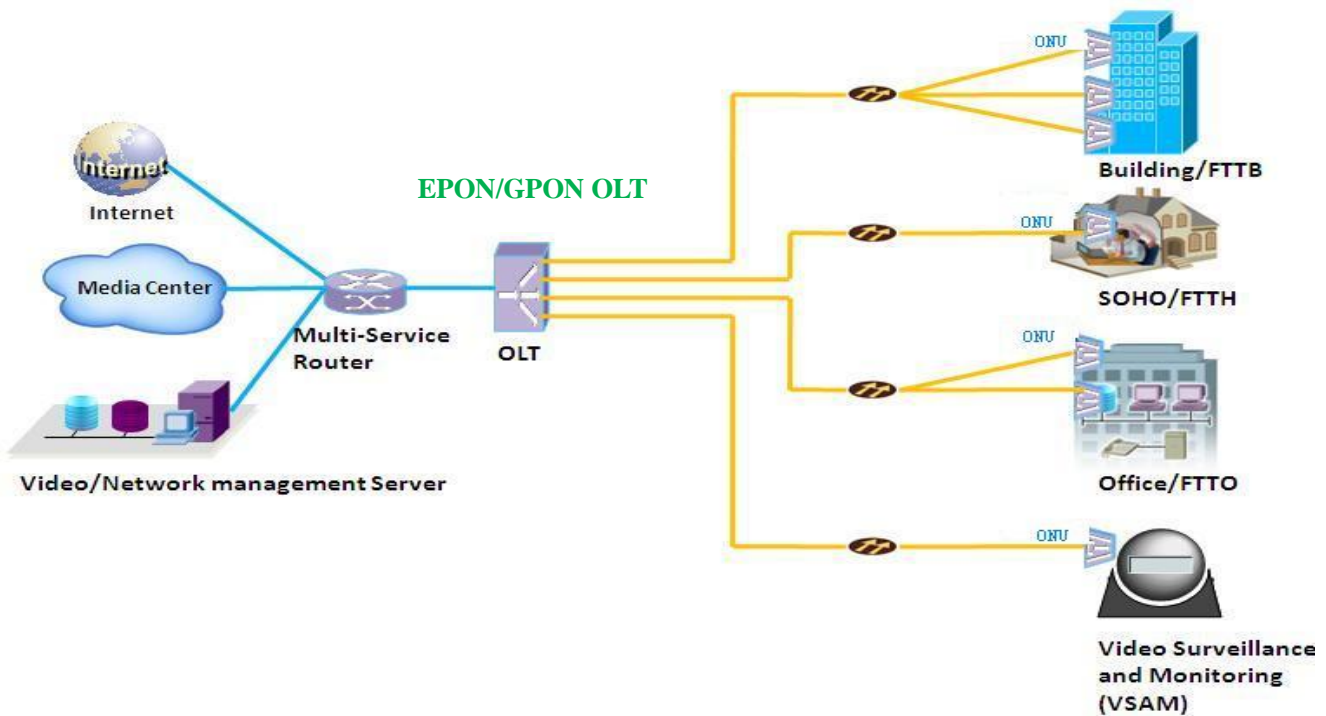 ONU
Building/FTTB
Internet
Internet
EPON/GPON OLT
ONU
Media Center
SOHO/FTTH
Multi-Service
Router
OLT
ONU
Video/Network management Server
Office/FTTO
ONU
Video Surveillance
and Monitoring
(VSAM)